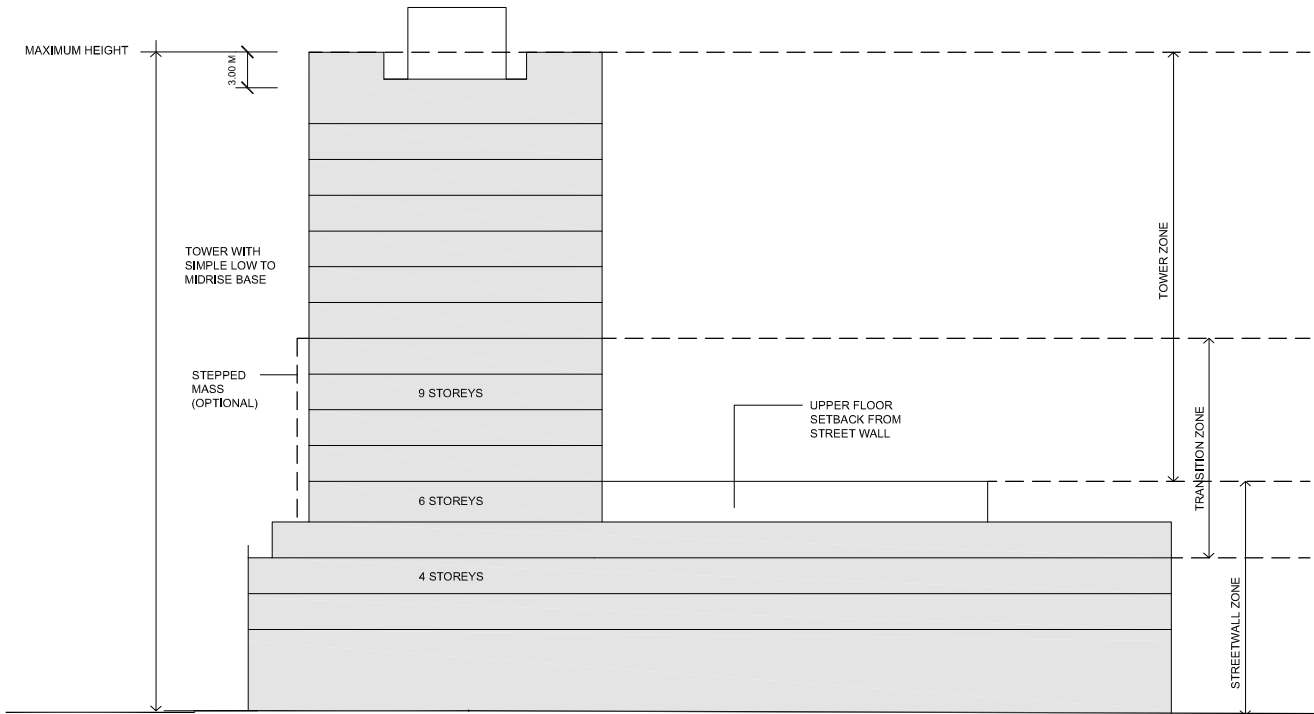 MAXIMUM HEIGHT
3.00 M
TOWER WITH
SIMPLE LOW TO
MIDRISE BASE
TOWER ZONE
STEPPED
MASS
(OPTIONAL)
9 STOREYS
UPPER FLOOR
SETBACK FROM
STREET WALL
TRANSITION ZONE
6 STOREYS
4 STOREYS
STREETWALL ZONE